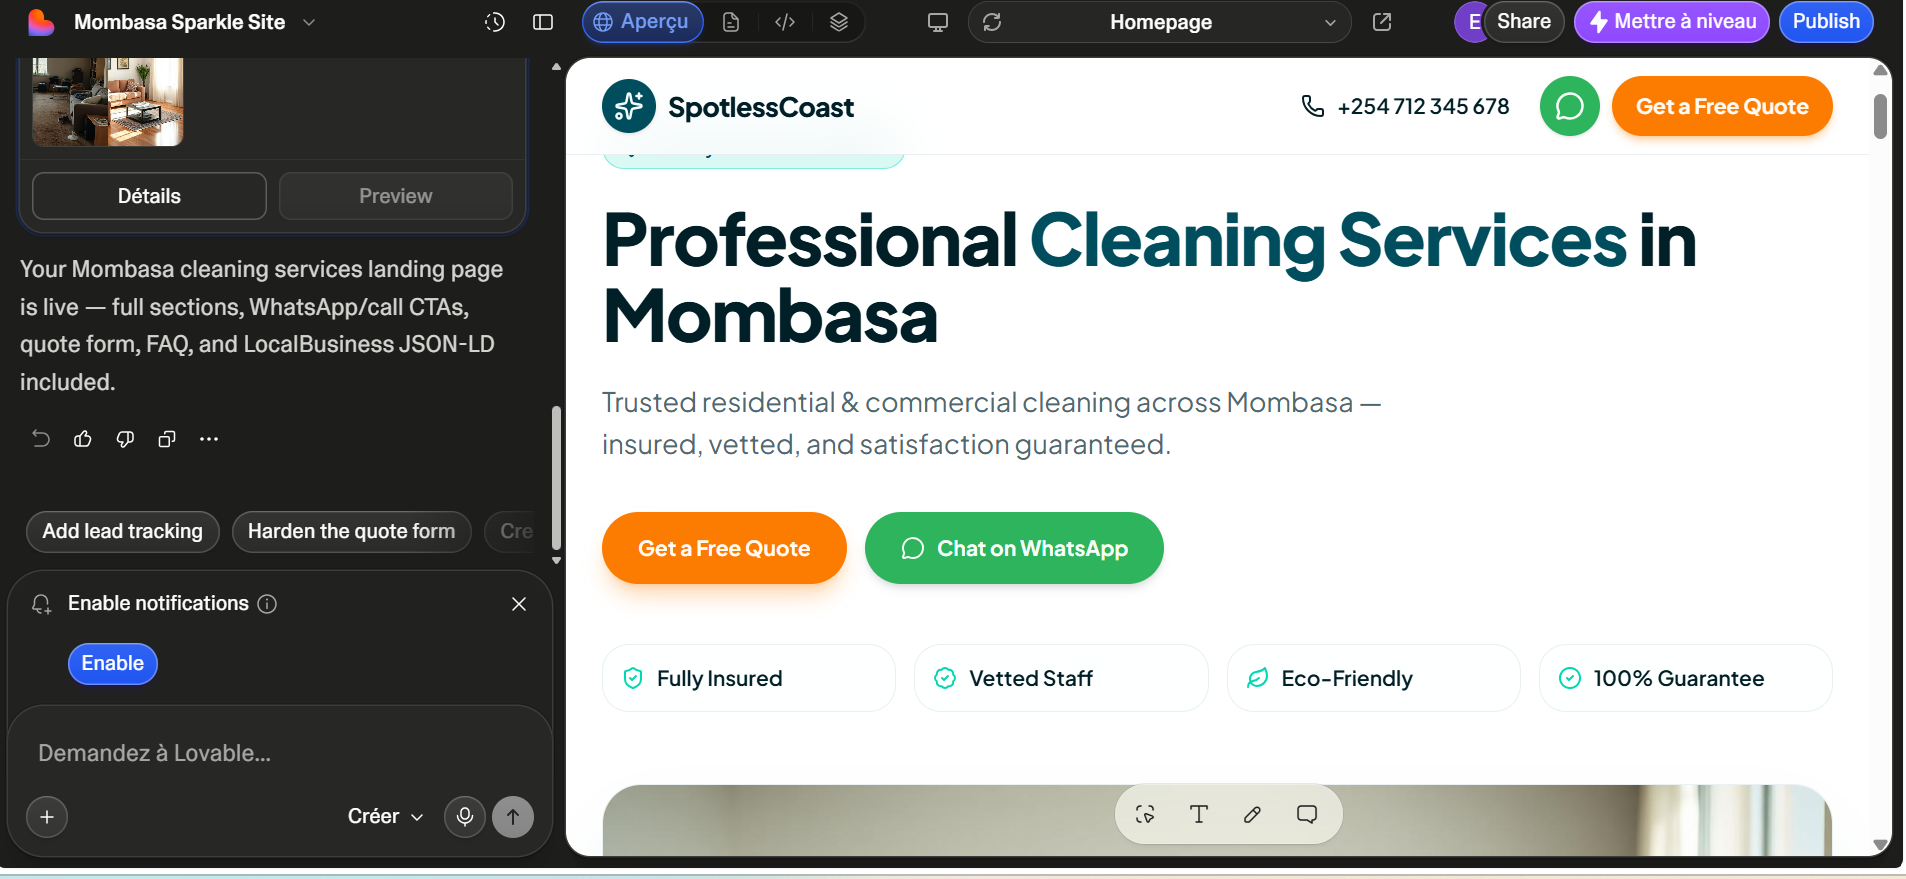 Mombasa Sparkle Site
Aperçu
Homepage
E
Share
Mettre à niveau
Publish
Détails
Preview
Your Mombasa cleaning services landing page
is live — full sections, WhatsApp/call CTAs,
quote form, FAQ, and LocalBusiness JSON-LD
included.
Add lead tracking
Harden the quote form
Cre
Enable notifications
Enable
Demandez à Lovable...
Créer
SpotlessCoast
+254 712 345 678
Get a Free Quote
Professional Cleaning Services in
Mombasa
Trusted residential & commercial cleaning across Mombasa —
insured, vetted, and satisfaction guaranteed.
Get a Free Quote
Chat on WhatsApp
Fully Insured
Vetted Staff
Eco-Friendly
100% Guarantee